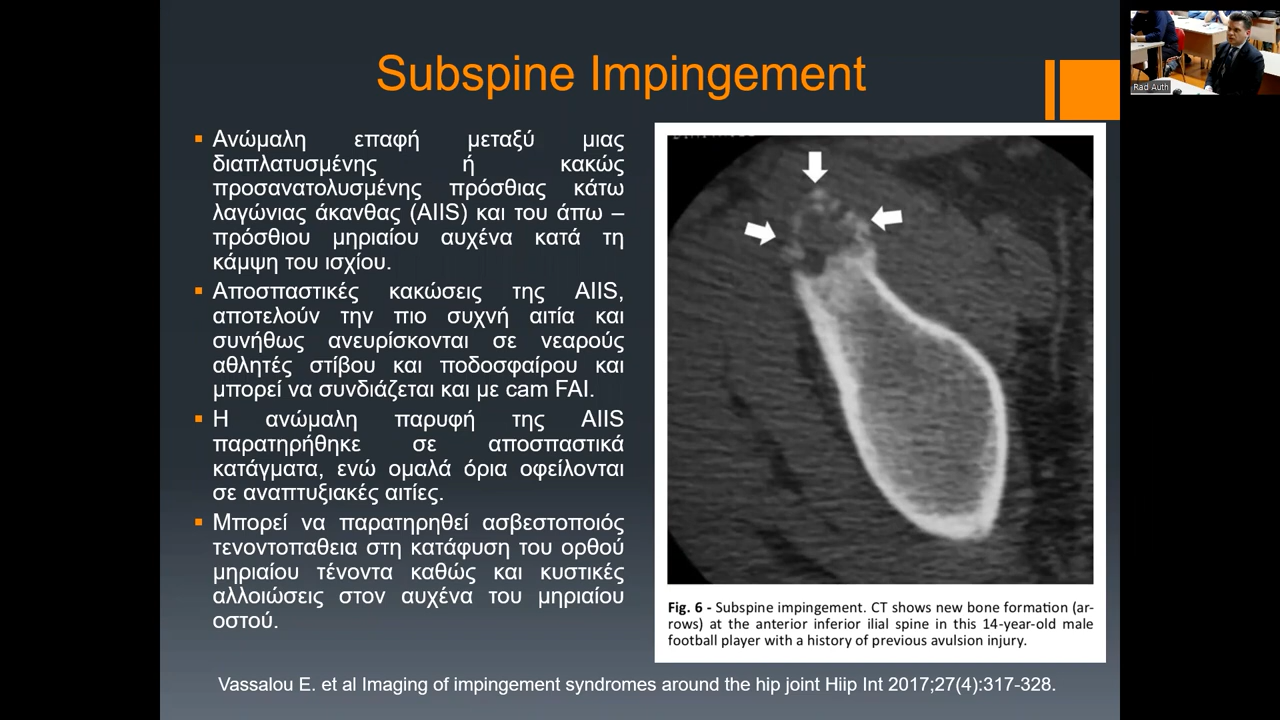 Subspine Impingement
Ανώμαλη επαφή μεταξύ μιας
διαπλατυσμένης ή κακώς
προσανατολυσμένης πρόσθιας κάτω
λαγώνιας άκανθας (AIIS) και του άπω –
πρόσθιου μηριαίου αυχένα κατά τη
κάμψη του ισχίου.
Αποσπαστικές κακώσεις της AIIS,
αποτελούν την πιο συχνή αιτία και
συνήθως ανευρίσκονται σε νεαρούς
αθλητές στίβου και ποδοσφαίρου και
μπορεί να συνδιάζεται και με cam FAI.
Η ανώμαλη παρυφή της AIIS
παρατηρήθηκε σε αποσπαστικά
κατάγματα, ενώ ομαλά όρια οφείλονται
σε αναπτυξιακές αιτίες.
Μπορεί να παρατηρηθεί ασβεστοποιός
τενοντοπαθεια στη κατάφυση του ορθού
μηριαίου τένοντα καθώς και κυστικές
αλλοιώσεις στον αυχένα του μηριαίου
οστού.
Fig. 6 - Subspine impingement. CT shows new bone formation (ar-
rows) at the anterior inferior ilial spine in this 14-year-old male
football player with a history of previous avulsion injury.
Vassalou E. et al Imaging of impingement syndromes around the hip joint Hiip Int 2017;27(4):317-328.
Rad Auth